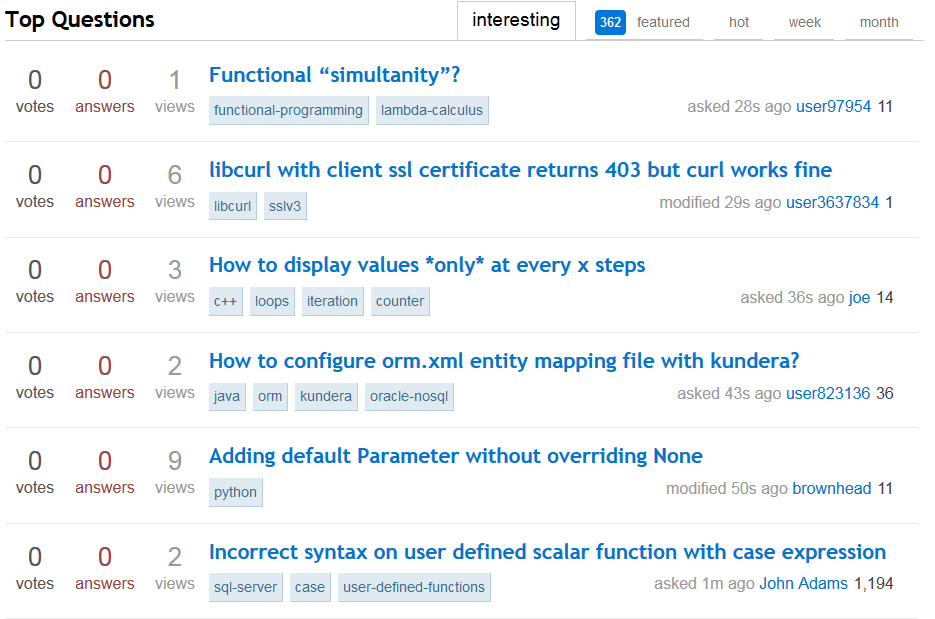 Top Questions interesting 362 featured hot week month
0 0 1 Functional “simultanity”?
votes answers views functional-programming lambda-calculus asked 28s ago user97954 11
0 0 6 libcurl with client ssl certificate returns 403 but curl works fine
votes answers views libcurl sslv3 modified 29s ago user3637834 1
0 0 3 How to display values *only* at every x steps
votes answers views c++ loops iteration counter asked 36s ago joe 14
0 0 2 How to configure orm.xml entity mapping file with kundera?
votes answers views java orm kundera oracle-nosql asked 43s ago user823136 36
0 0 9 Adding default Parameter without overriding None
votes answers views python modified 50s ago brownhead 11
0 0 2 Incorrect syntax on user defined scalar function with case expression
votes answers views sql-server case user-defined-functions asked 1m ago John Adams 1,194